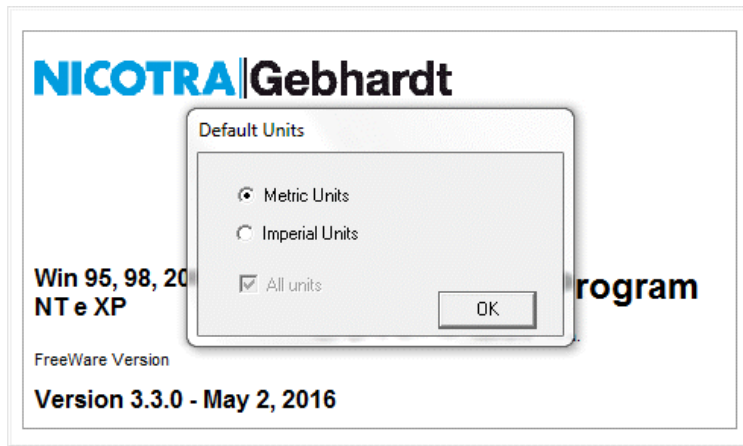 NICOTRA Gebhardt
Default Units
Metric Units
Imperial Units
All units
OK
Win 95, 98, 20
NT e XP
rogram
FreeWare Version
Version 3.3.0 - May 2, 2016